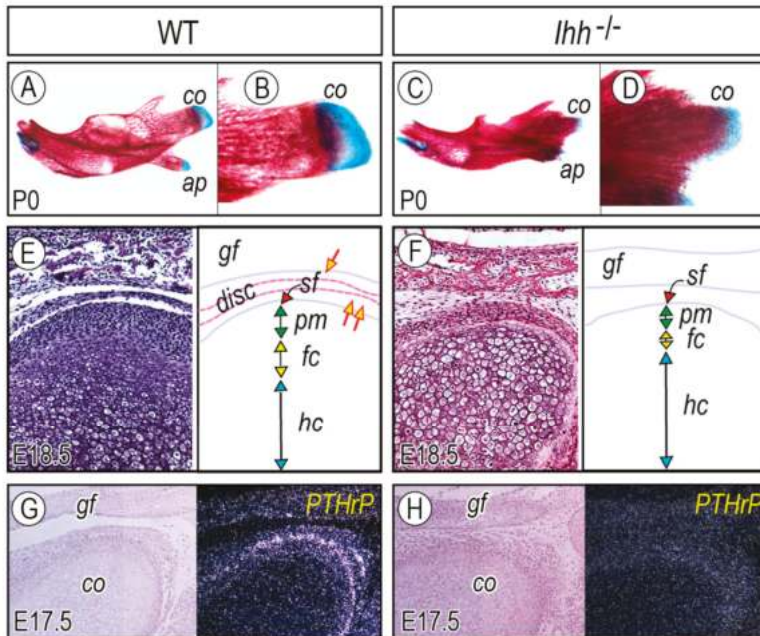 WT
Ihh -/-
A
co
ap
P0
B
co
C
co
ap
P0
D
co
E
E18.5
gf
disc
sf
pm
fc
hc
F
E18.5
gf
sf
pm
fc
hc
G
gf
co
E17.5
PTHrP
H
gf
co
E17.5
PTHrP